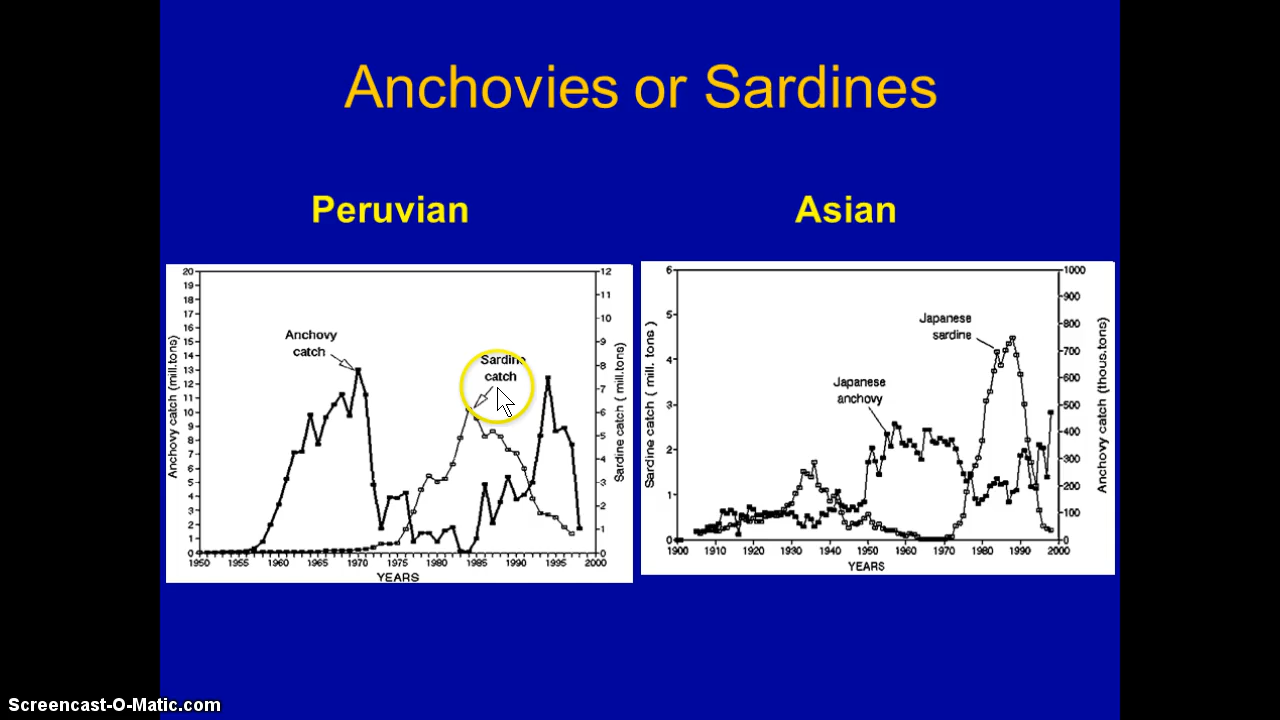 Anchovies or Sardines
Peruvian
Asian
20
19
18
17
16
15
14
13
12
11
10
9
8
7
6
5
4
3
2
1
0
Anchovy catch (mill.tons)
Anchovy
catch
Sardine
catch
12
11
10
9
8
7
6
5
4
3
2
1
0
Sardine catch ( mill. tons)
1950 1955 1960 1965 1970 1975 1980 1985 1990 1995 2000
YEARS
6
5
4
3
2
1
0
Sardine catch ( mill. tons )
Japanese
sardine
Japanese
anchovy
1000
900
800
700
600
500
400
300
200
100
0
Anchovy catch (thous.tons)
1900 1910 1920 1930 1940 1950 1960 1970 1980 1990 2000
YEARS
Screencast-O-Matic.com